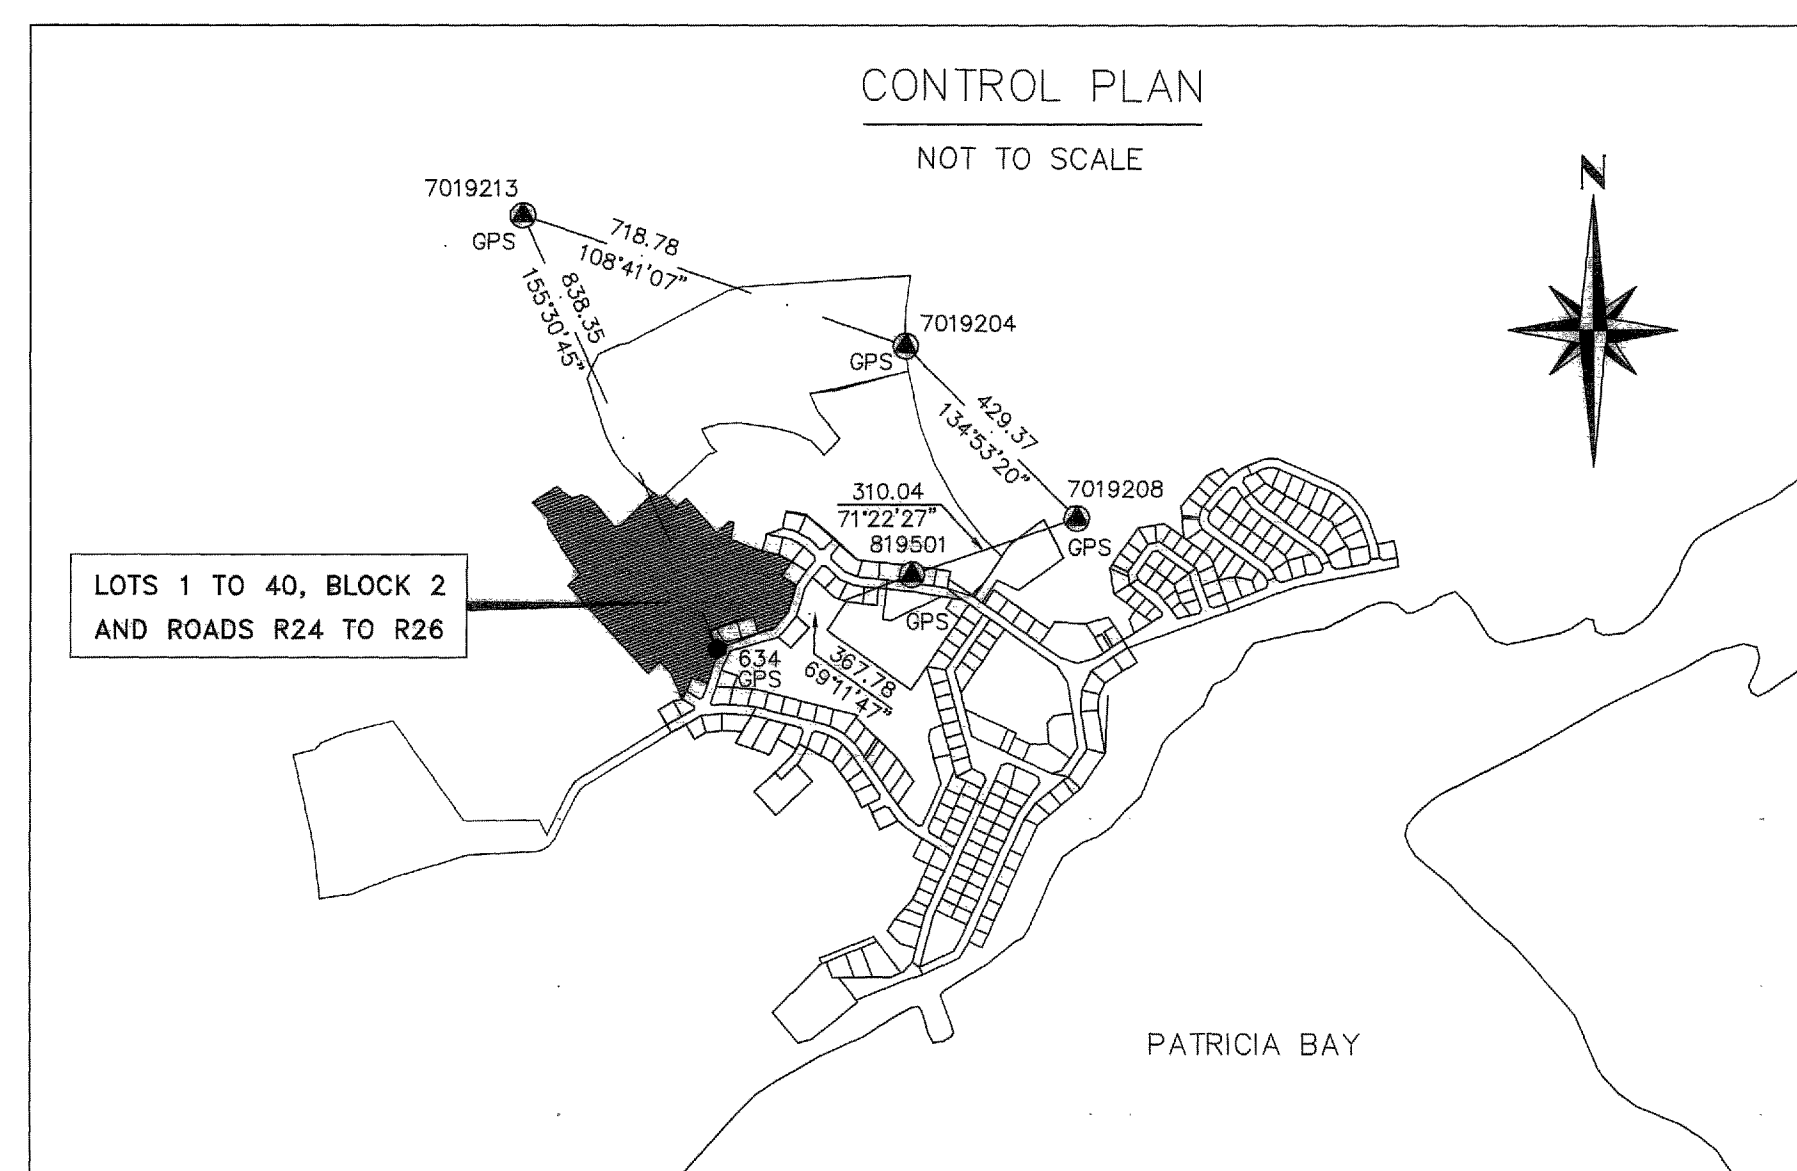 CONTROL PLAN
NOT TO SCALE
N
7019213
GPS
718.78
108°41'07"
838.35
155°30'45"
7019204
GPS
429.37
134°53'20"
310.04
71°22'27"
7019208
GPS
819501
GPS
LOTS 1 TO 40, BLOCK 2
AND ROADS R24 TO R26
634
GPS
367.78
69°11'47"
PATRICIA BAY